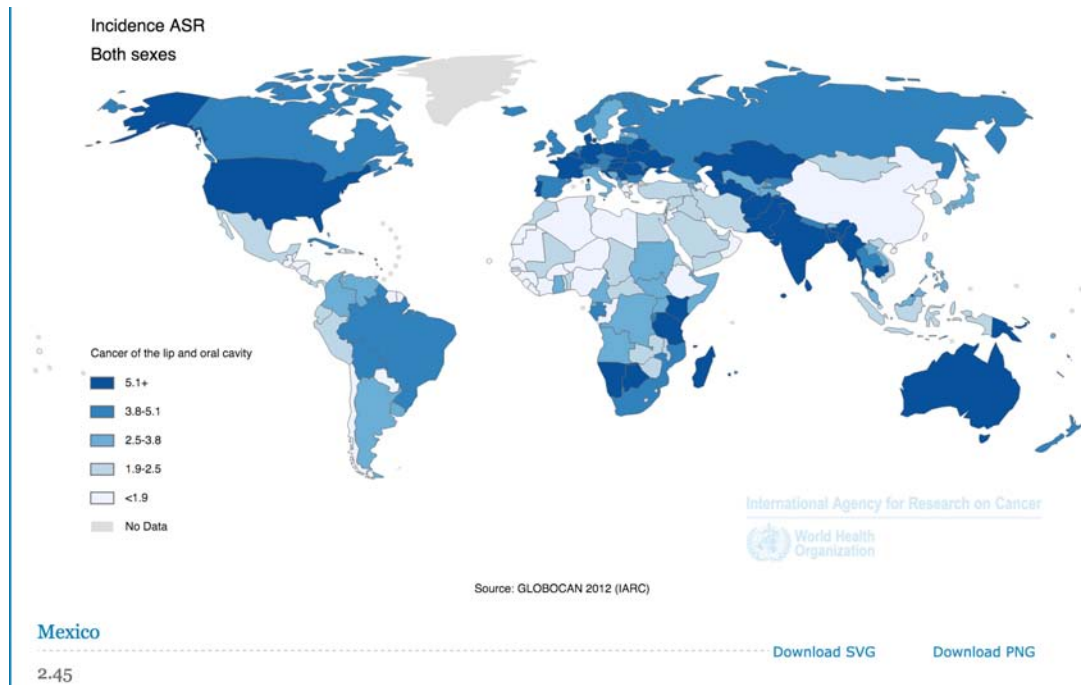 Incidence ASR
Both sexes
Cancer of the lip and oral cavity
5.1+
3.8-5.1
2.5-3.8
1.9-2.5
<1.9
No Data
International Agency for Research on Cancer
World Health
Organization
Source: GLOBOCAN 2012 (IARC)
Mexico
Download SVG Download PNG
2.45